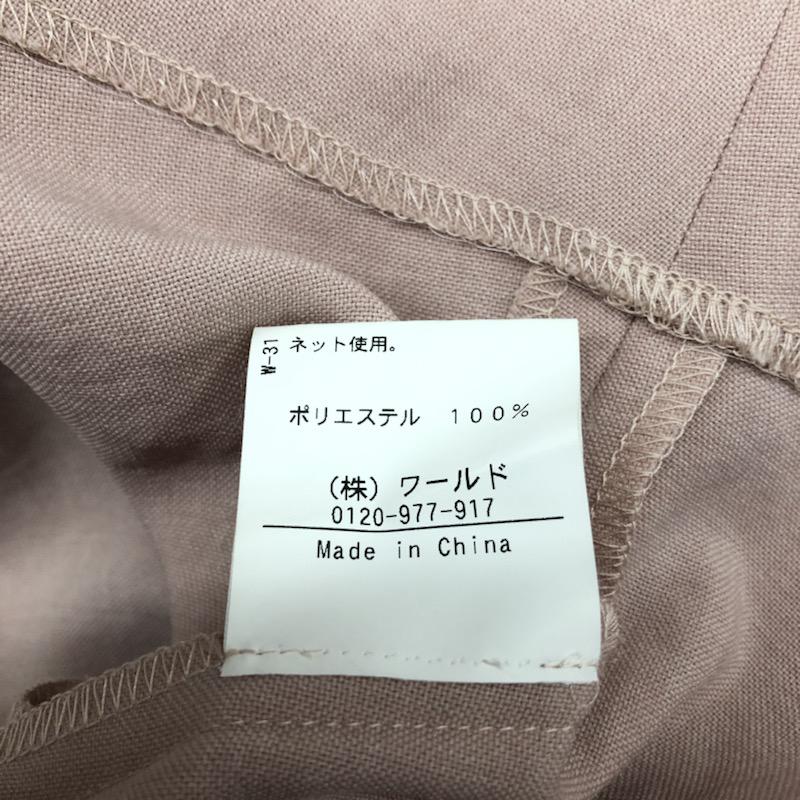 W-31
ネット使用。
ポリエステル　１００％
（株）ワールド
0120-977-917
Made in China